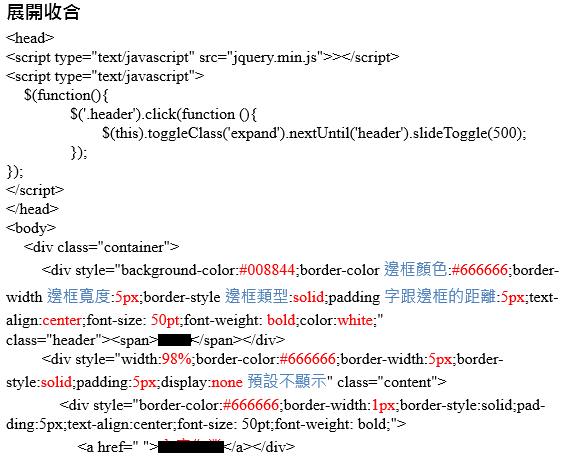 展開收合
<head>
<script type="text/javascript" src="jquery.min.js">></script>
<script type="text/javascript">
$(function(){
$('.header').click(function (){
$(this).toggleClass('expand').nextUntil('header').slideToggle(500);
});
});
</script>
</head>
<body>
<div class="container">
<div style="background-color:#008844;border-color 邊框顏色:#666666;border-
width 邊框寬度:5px;border-style 邊框類型:solid;padding 字跟邊框的距離:5px;text-
align:center;font-size: 50pt;font-weight: bold;color:white;"
class="header"><span></span></div>
<div style="width:98%;border-color:#666666;border-width:5px;border-
style:solid;padding:5px;display:none 預設不顯示" class="content">
<div style="border-color:#666666;border-width:1px;border-style:solid;pad-
ding:5px;text-align:center;font-size: 50pt;font-weight: bold;">
<a href=" "></a></div>